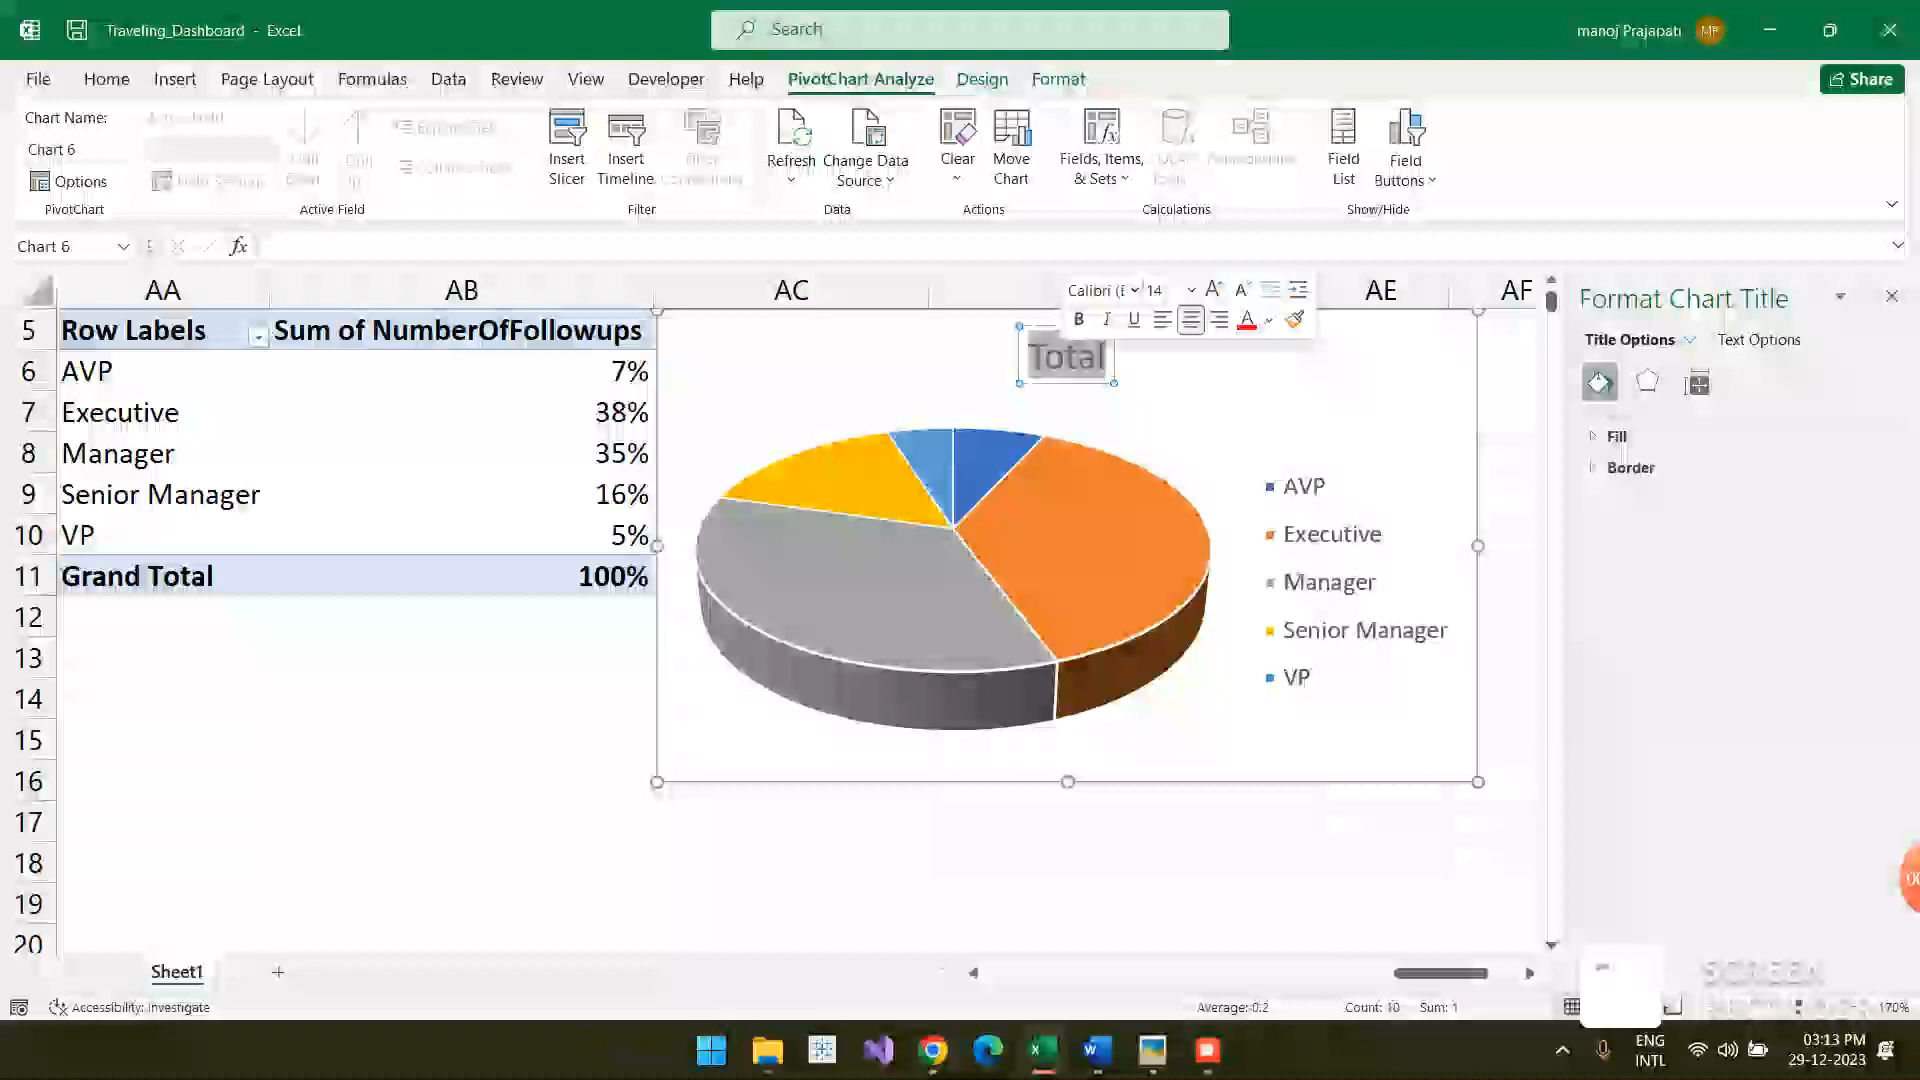 Traveling_Dashboard - Excel
Search
manoj Prajapati
MP
File Home Insert Page Layout Formulas Data Review View Developer Help PivotChart Analyze Design Format
Share
Chart Name:
Chart 6
Options
PivotChart
Active Field
Insert Slicer
Insert Timeline
Filter
Refresh
Change Data Source
Data
Clear
Move Chart
Actions
Fields, Items, & Sets
Calculations
Field List
Field Buttons
Show/Hide
Chart 6
fx
Calibri (E 14
B I U A
AA AB AC AE AF
5 Row Labels Sum of NumberOfFollowups
6 AVP 7%
7 Executive 38%
8 Manager 35%
9 Senior Manager 16%
10 VP 5%
11 Grand Total 100%
12
13
14
15
16
17
18
19
20
Total
AVP
Executive
Manager
Senior Manager
VP
Format Chart Title
Title Options Text Options
Fill
Border
Sheet1
SCREEN
Accessibility: Investigate
Average: 0.2 Count: 10 Sum: 1
170%
ENG
INTL
03:13 PM
29-12-2023